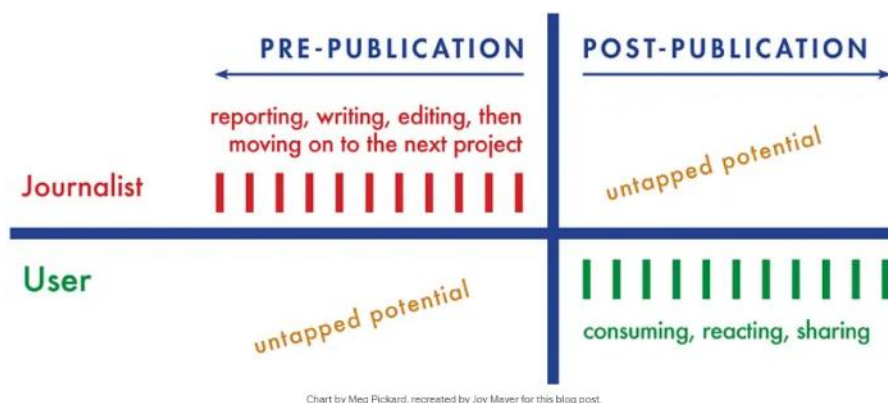 PRE-PUBLICATION
POST-PUBLICATION
reporting, writing, editing, then
moving on to the next project
Journalist
untapped potential
User
untapped potential
consuming, reacting, sharing
Chart by Meg Pickard, recreated by Joy Mayer for this blog post.